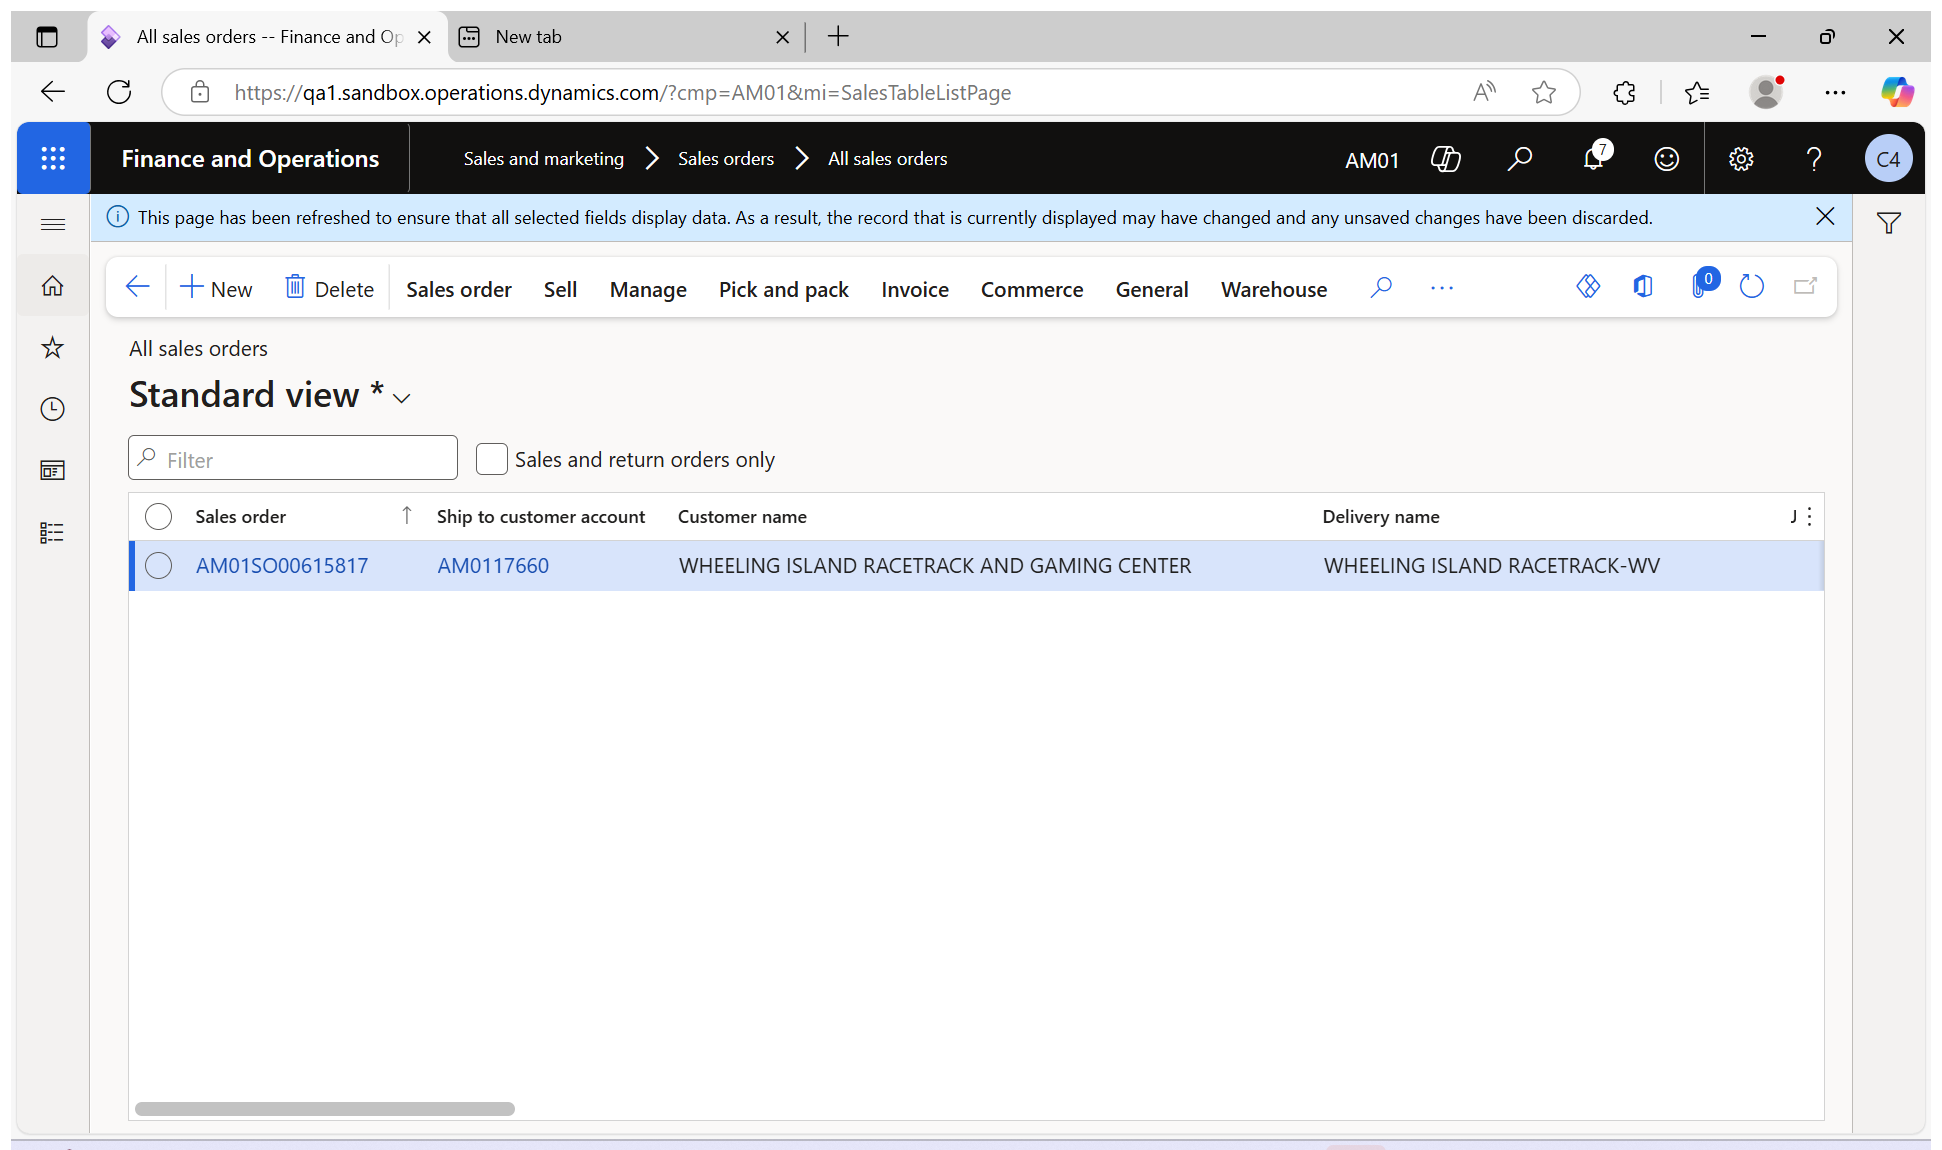 All sales orders -- Finance and Op
New tab
https://qa1.sandbox.operations.dynamics.com/?cmp=AM01&mi=SalesTableListPage
Finance and Operations
Sales and marketing
Sales orders
All sales orders
AM01
7
C4
This page has been refreshed to ensure that all selected fields display data. As a result, the record that is currently displayed may have changed and any unsaved changes have been discarded.
New
Delete
Sales order
Sell
Manage
Pick and pack
Invoice
Commerce
General
Warehouse
0
All sales orders
Standard view *
Filter
Sales and return orders only
Sales order
Ship to customer account
Customer name
Delivery name
J
AM01SO00615817
AM0117660
WHEELING ISLAND RACETRACK AND GAMING CENTER
WHEELING ISLAND RACETRACK-WV